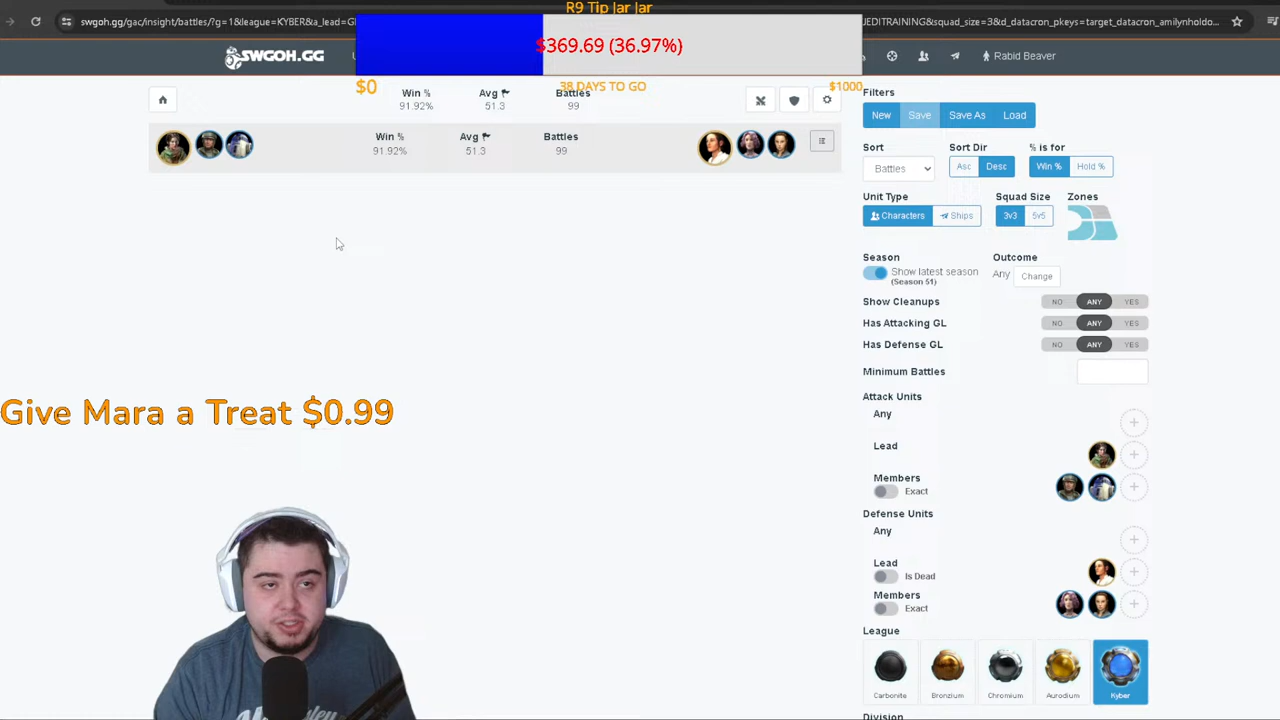 R9 Tip Jar Jar
swgoh.gg/gac/insight/battles/?g=1&league=KYBER&a_lead=G
EDITRAINING&squad_size=3&d_datacron_pkeys=target_datacron_amilynholdo...
SWGOH.GG
$369.69 (36.97%)
Rabid Beaver
$0
38 DAYS TO GO
$1000
Win %
91.92%
Avg
51.3
Battles
99
Win %
91.92%
Avg
51.3
Battles
99
Filters
New
Save
Save As
Load
Sort
Sort Dir
% is for
Battles
Asc
Desc
Win %
Hold %
Unit Type
Squad Size
Zones
Characters
Ships
3v3
5v5
Season
Outcome
Show latest season
(Season 51)
Any
Change
Show Cleanups
NO
ANY
YES
Has Attacking GL
NO
ANY
YES
Has Defense GL
NO
ANY
YES
Minimum Battles
Attack Units
Any
Give Mara a Treat $0.99
Lead
Members
Exact
Defense Units
Any
Lead
Is Dead
Members
Exact
League
Carbonite
Bronzium
Chromium
Aurodium
Kyber
Division